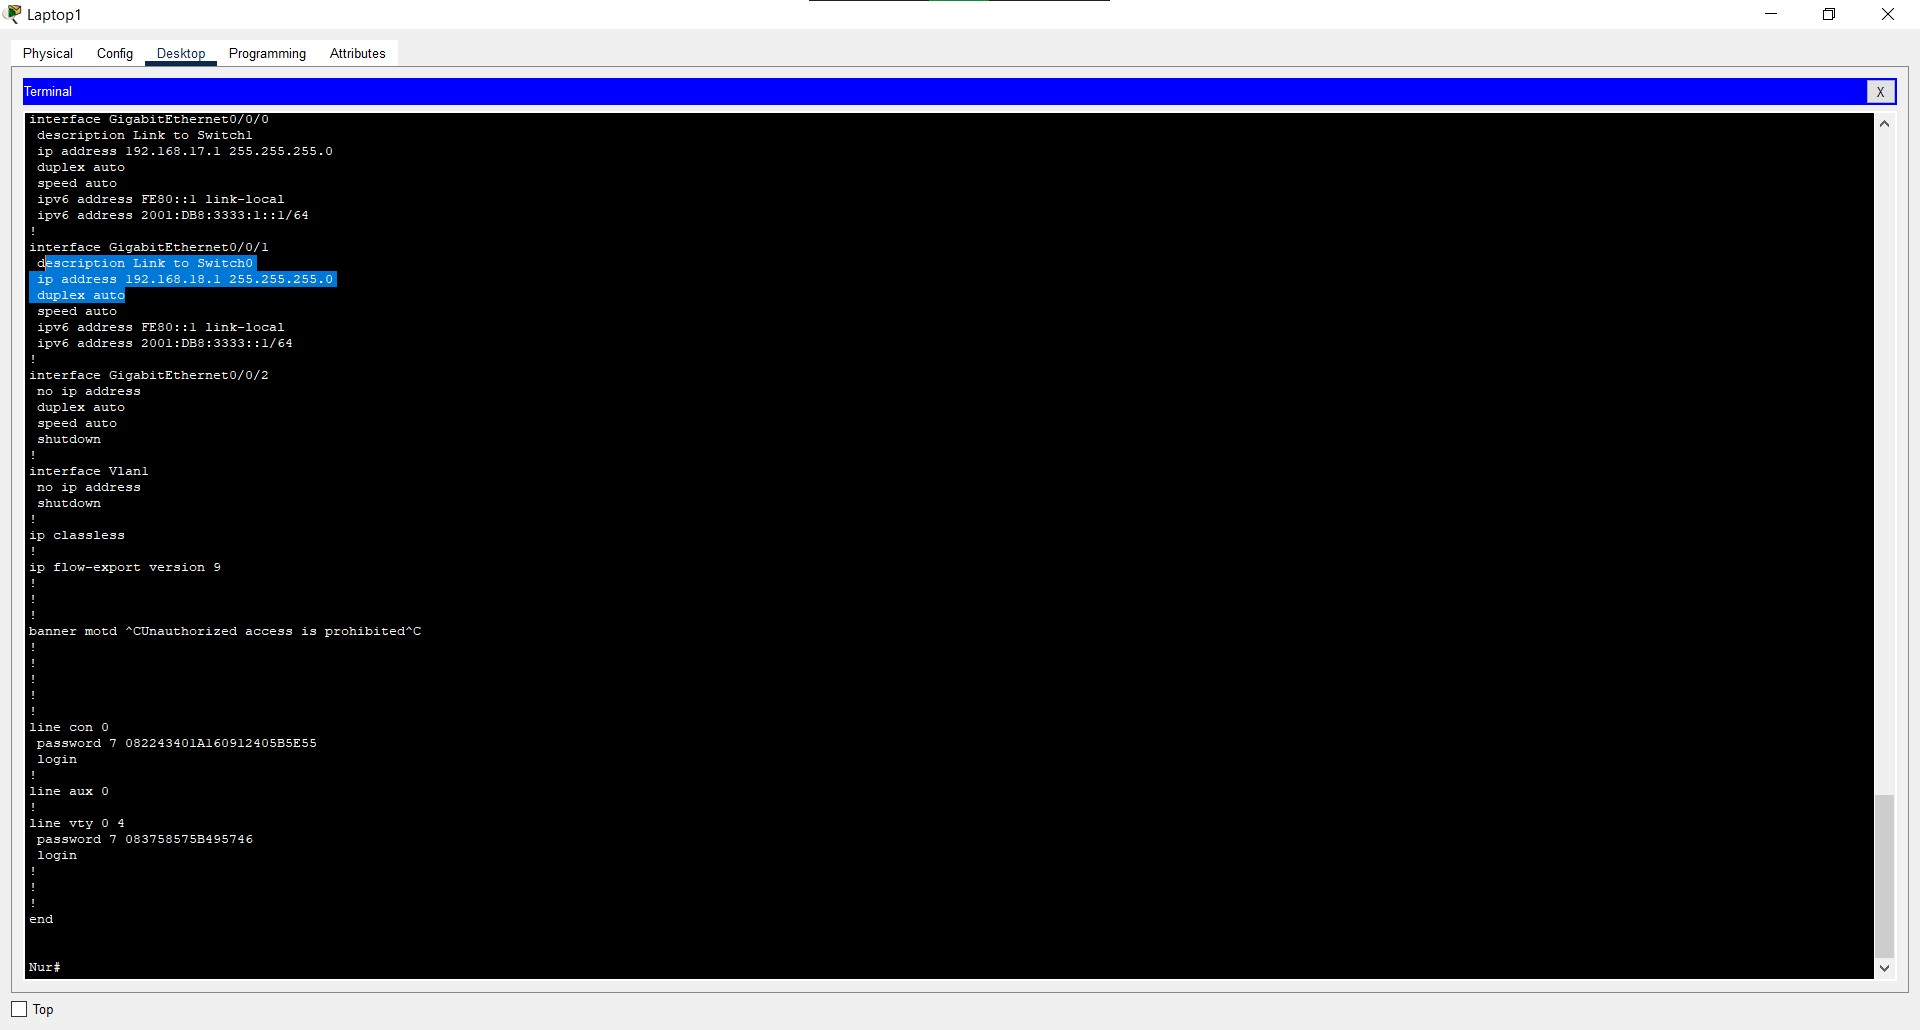 Laptop1
Physical Config Desktop Programming Attributes
Terminal
X
interface GigabitEthernet0/0/0
description Link to Switch1
ip address 192.168.17.1 255.255.255.0
duplex auto
speed auto
ipv6 address FE80::1 link-local
ipv6 address 2001:DB8:3333:1::1/64
!
interface GigabitEthernet0/0/1
description Link to Switch0
ip address 192.168.18.1 255.255.255.0
duplex auto
speed auto
ipv6 address FE80::1 link-local
ipv6 address 2001:DB8:3333::1/64
!
interface GigabitEthernet0/0/2
no ip address
duplex auto
speed auto
shutdown
!
interface Vlan1
no ip address
shutdown
!
ip classless
!
ip flow-export version 9
!
!
!
banner motd ^CUnauthorized access is prohibited^C
!
!
!
!
!
line con 0
password 7 082243401A160912405B5E55
login
!
line aux 0
!
line vty 0 4
password 7 083758575B495746
login
!
!
!
end
Nur#
Top